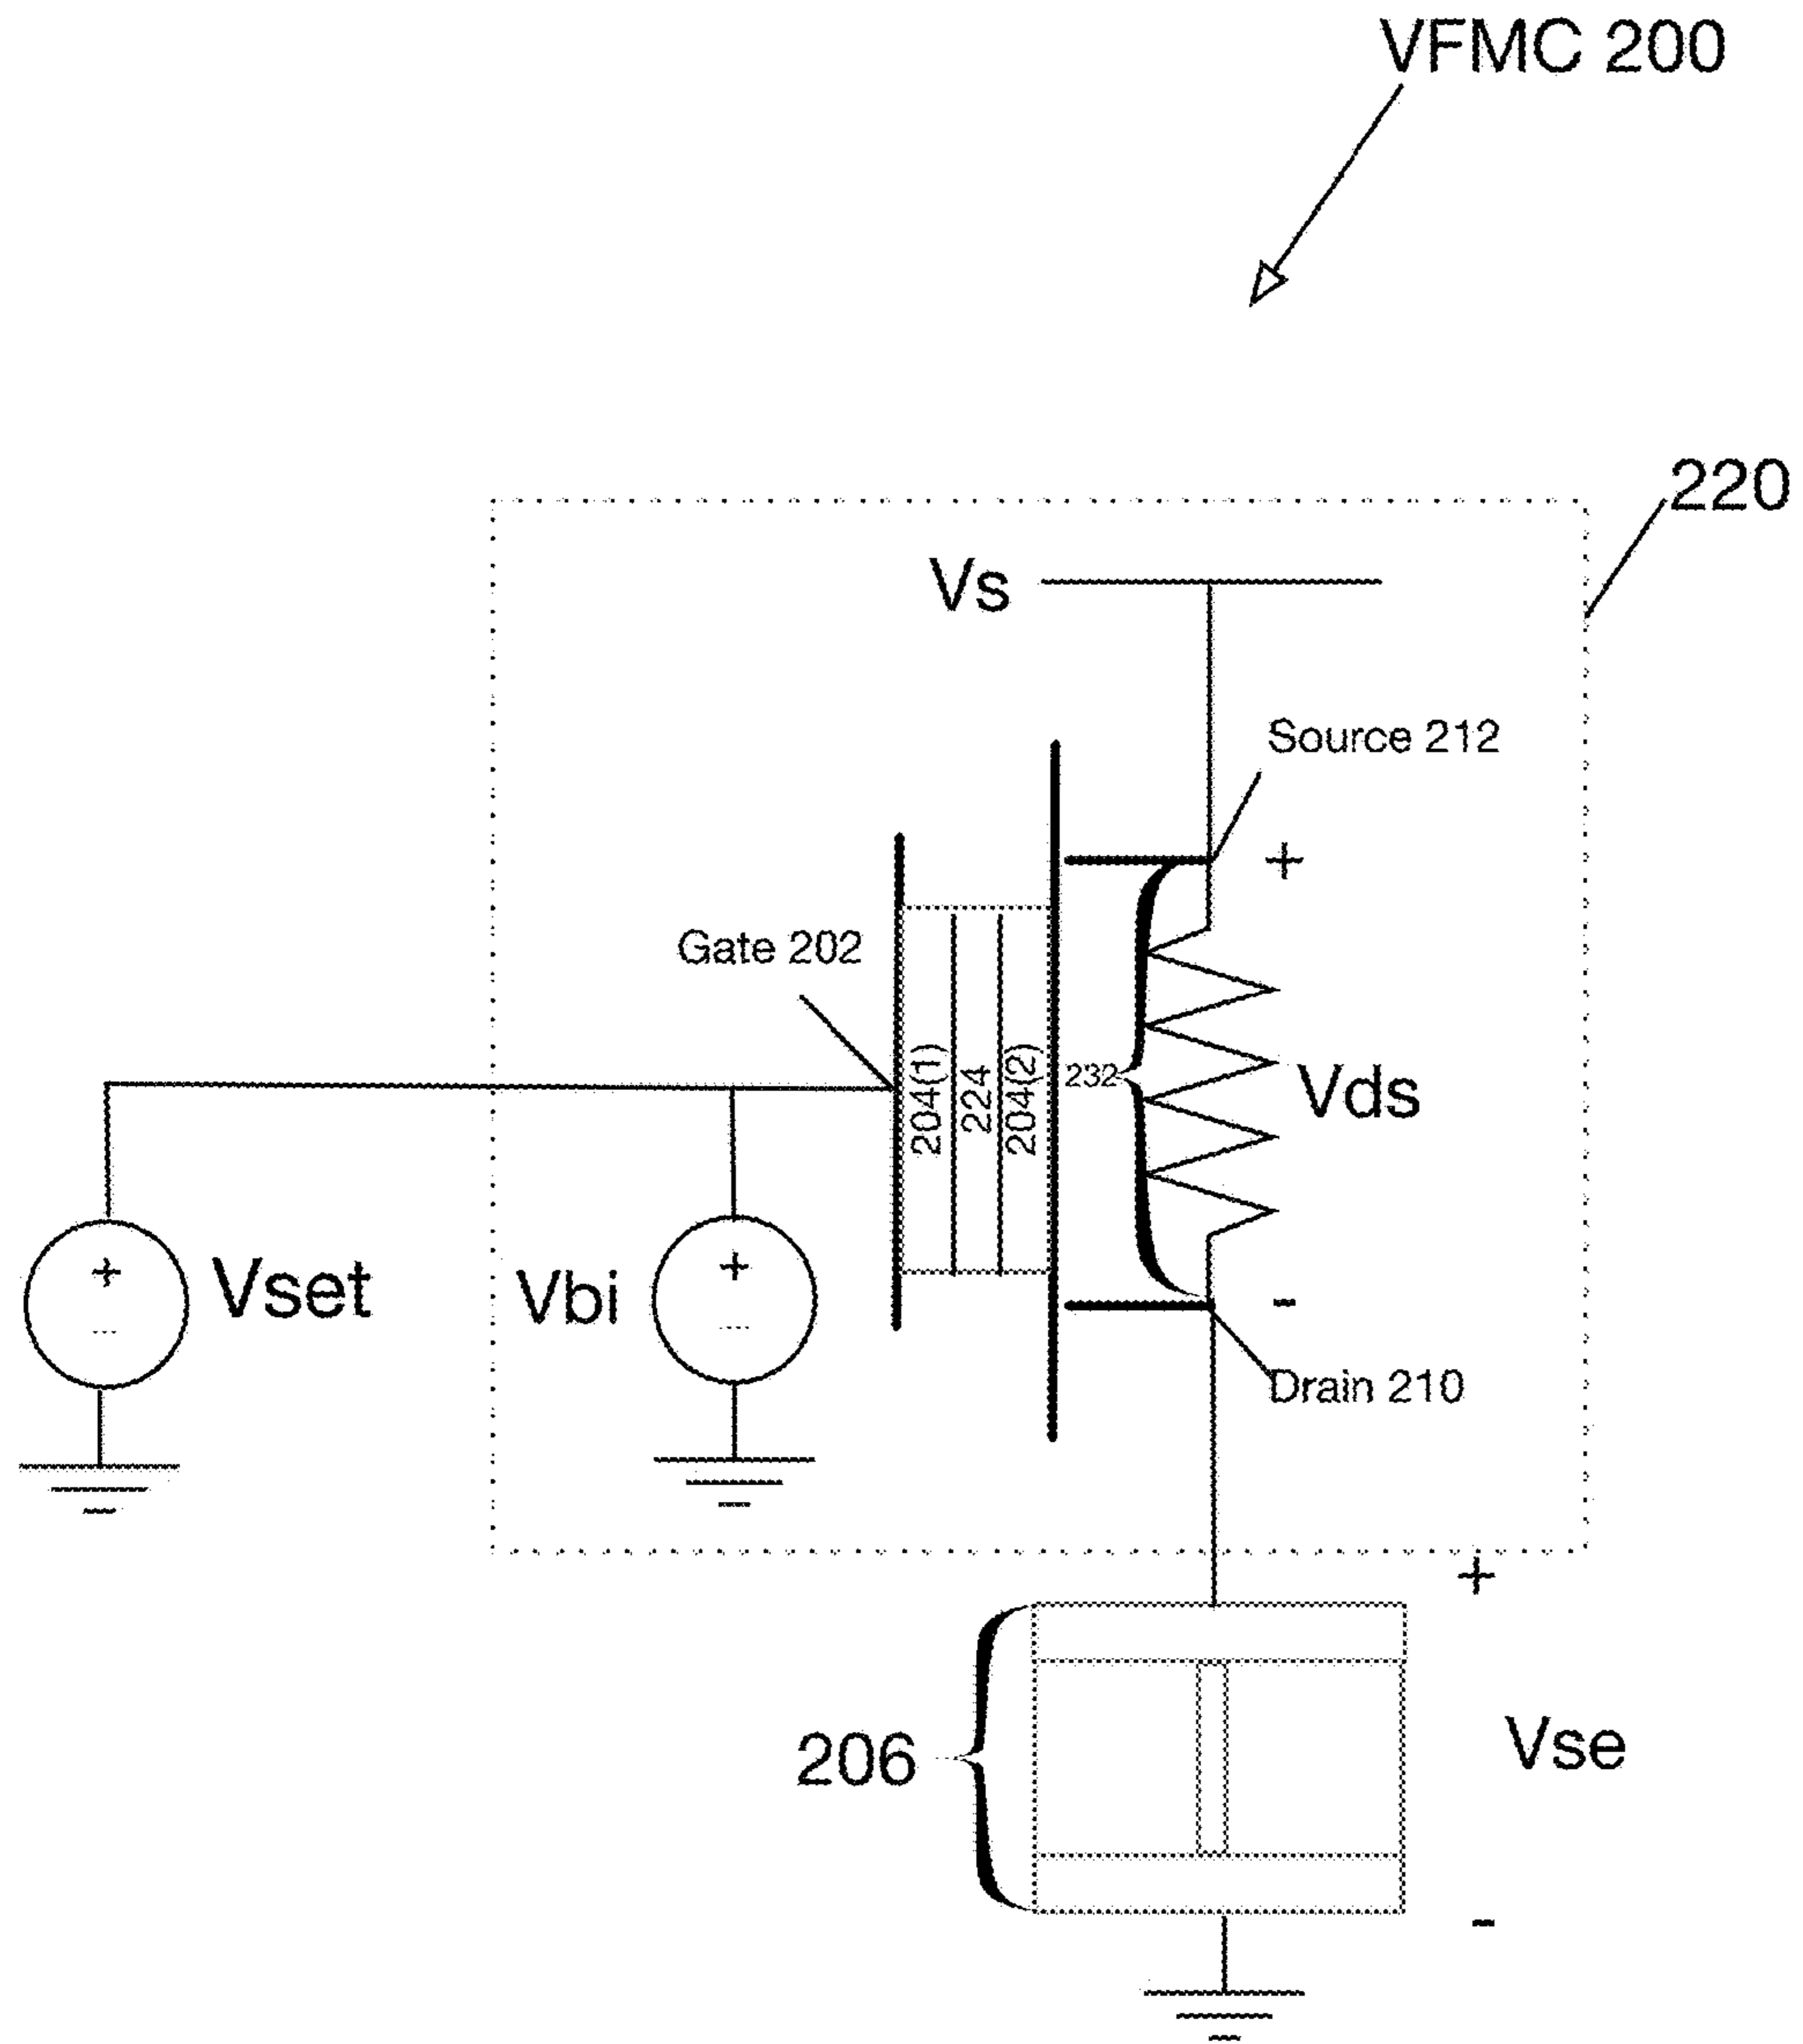 VFMC 200
220
Vs
Source 212
+
Gate 202
204(1)
224
204(2)
232
Vds
+
-
Vset
+
-
Vbi
-
Drain 210
+
206
Vse
-